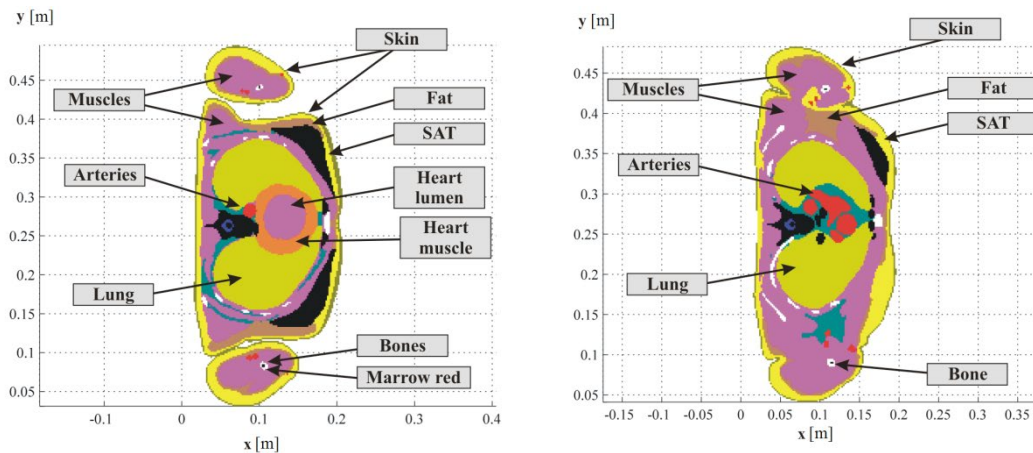 y [m]
Skin
0.45
Muscles
Fat
0.4
SAT
0.35
Arteries
0.3
Heart
lumen
0.25
Heart
muscle
0.2
Lung
0.15
Bones
0.1
Marrow red
0.05
-0.1 0 0.1 0.2 0.3 0.4
x [m]
y [m]
Skin
0.45
Muscles
Fat
0.4
SAT
0.35
Arteries
0.3
0.25
0.2
Lung
0.15
0.1
Bone
0.05
-0.15 -0.1 -0.05 0 0.05 0.1 0.15 0.2 0.25 0.3 0.35
x [m]